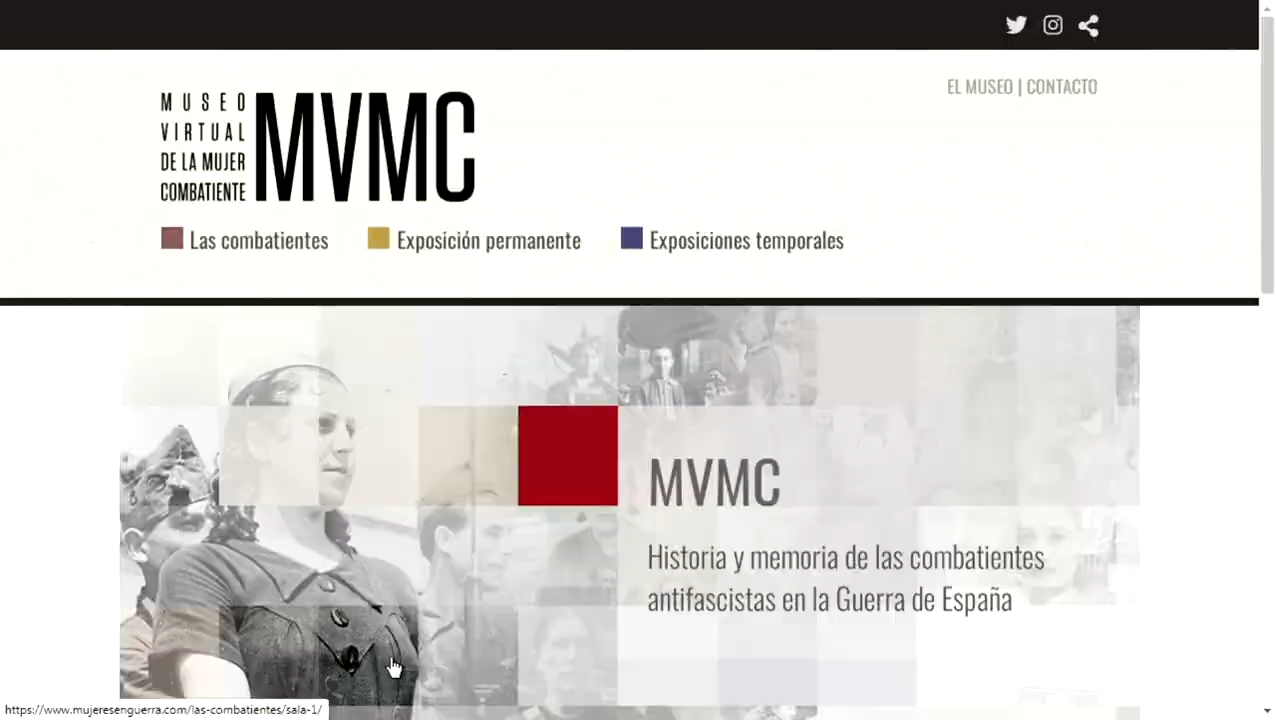 EL MUSEO | CONTACTO
MUSEO
VIRTUAL
DE LA MUJER
COMBATIENTE
MVMC
Las combatientes
Exposición permanente
Exposiciones temporales
MVMC
Historia y memoria de las combatientes
antifascistas en la Guerra de España
https://www.mujeresenguerra.com/las-combatientes/sala-1/